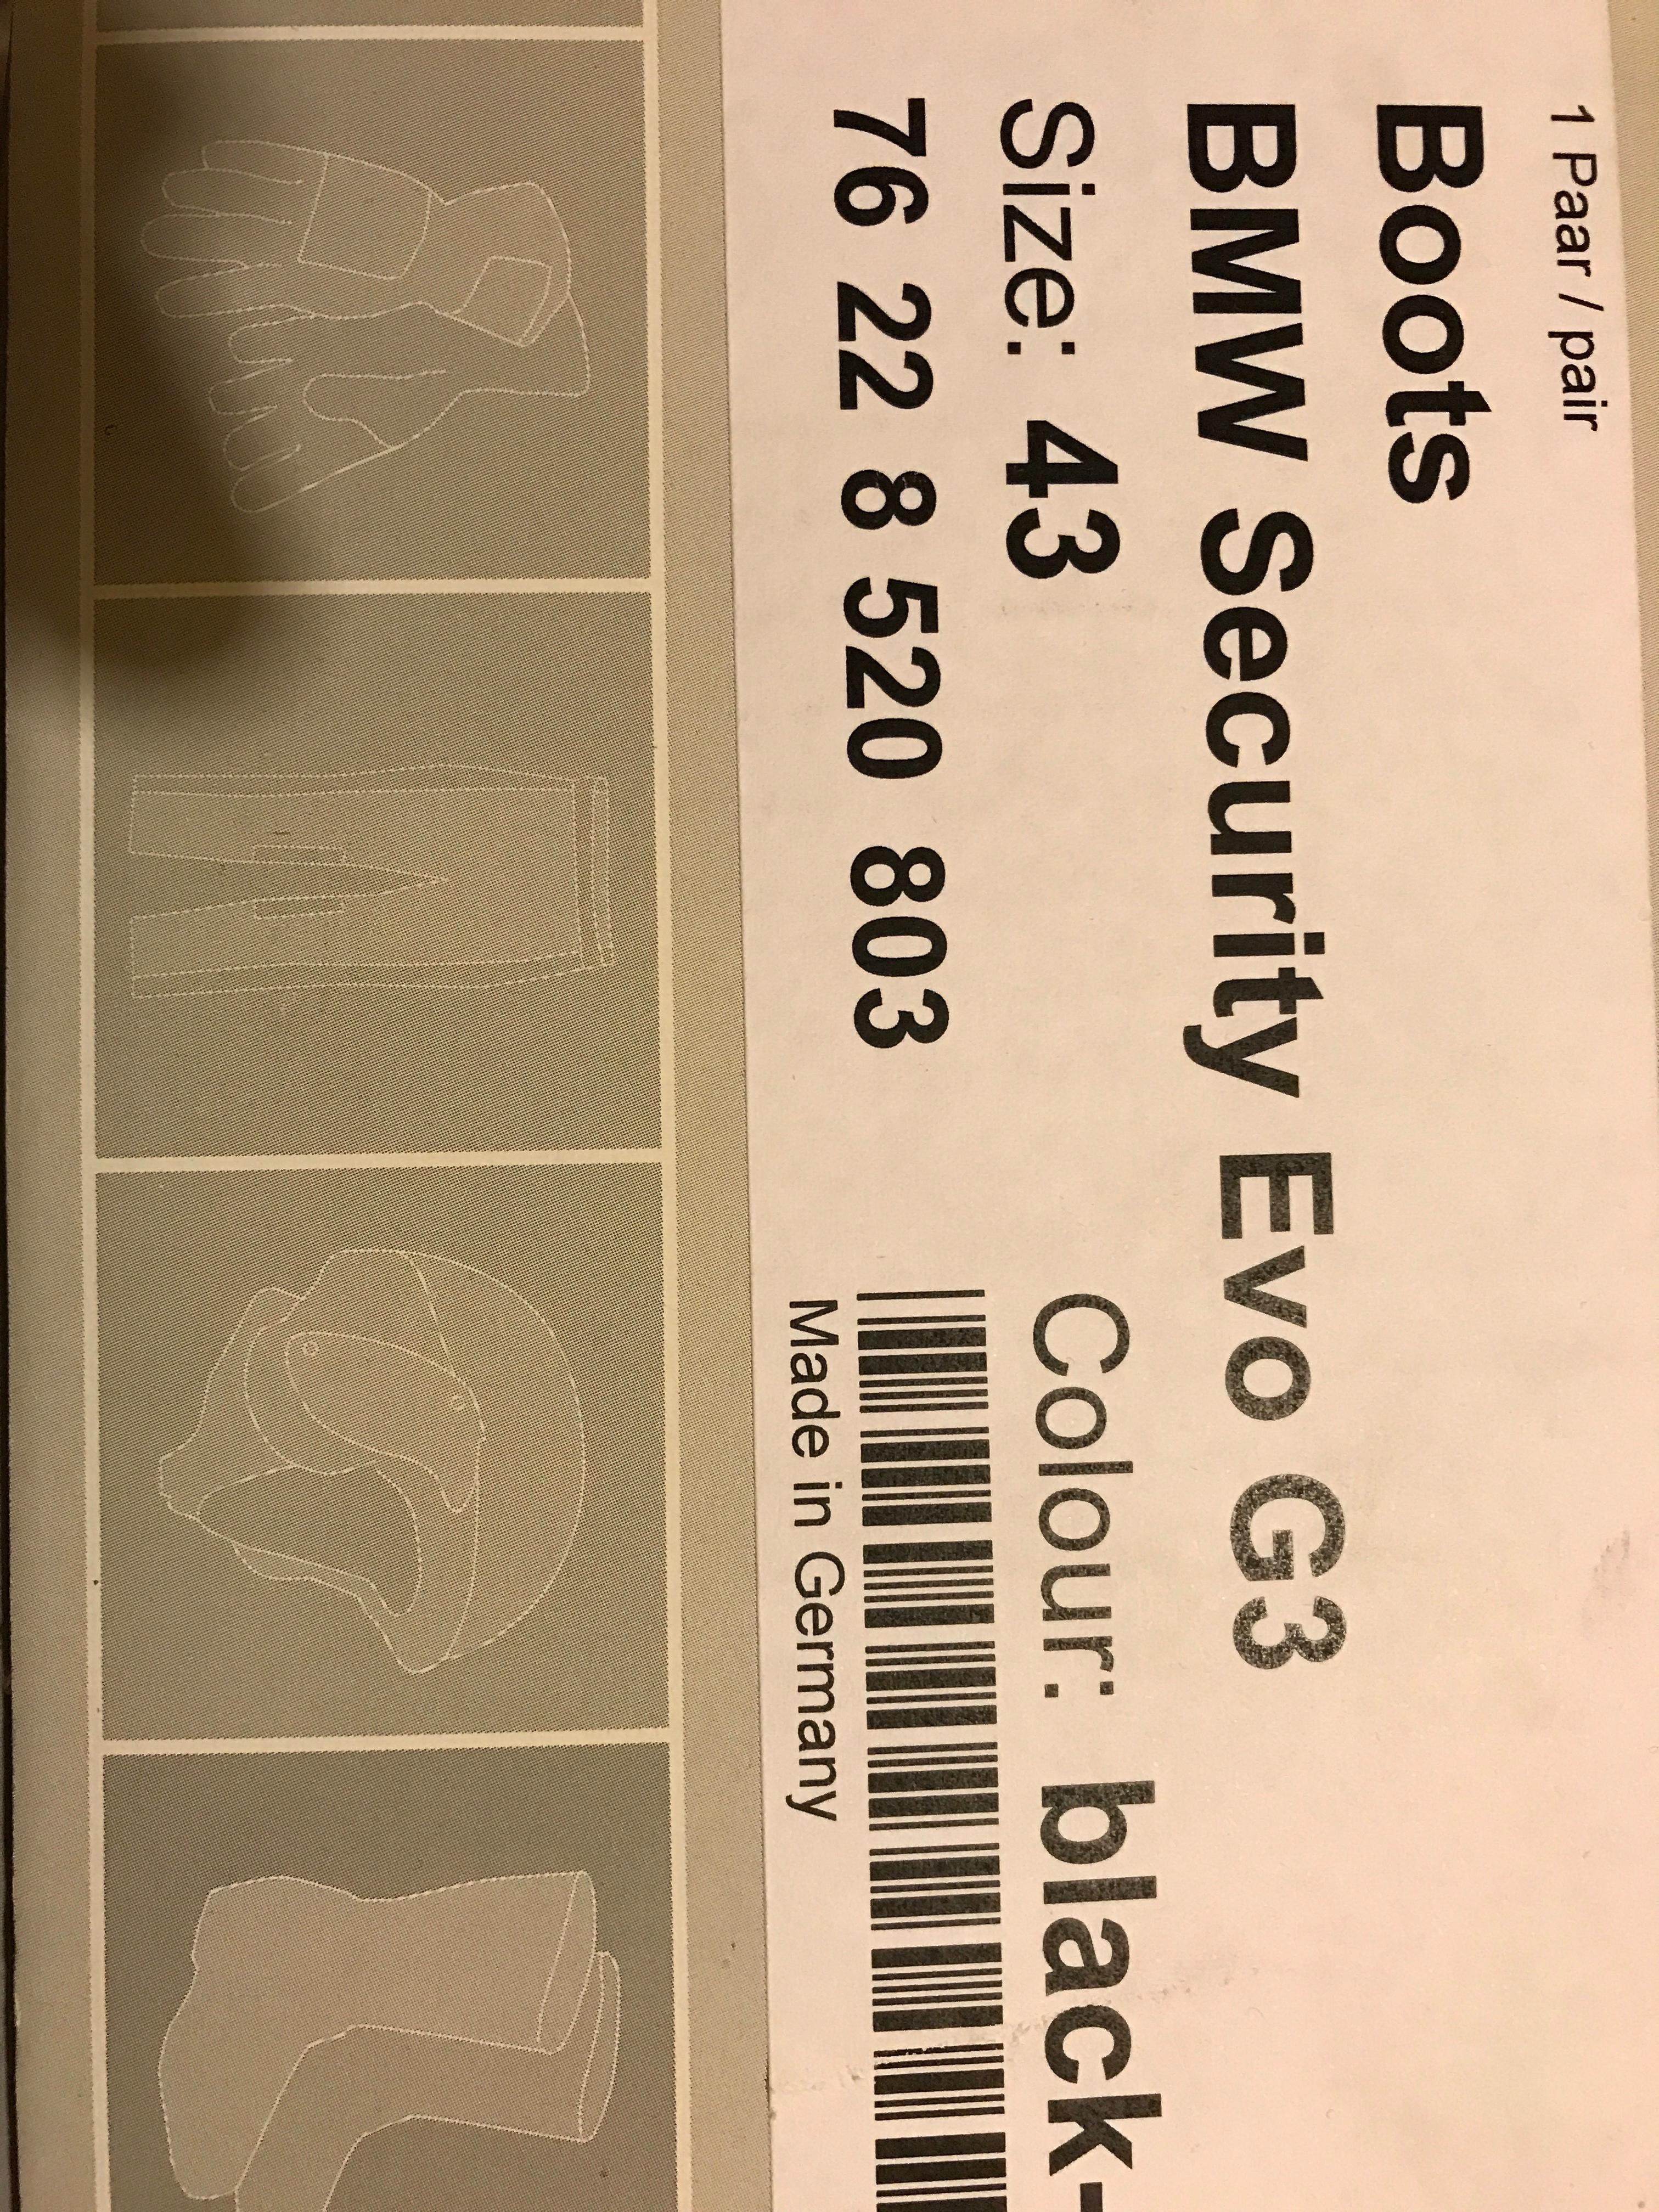 1 Paar / pair
Boots
BMW Security Evo G3
Size: 43 Colour: black-
76 22 8 520 803
Made in Germany